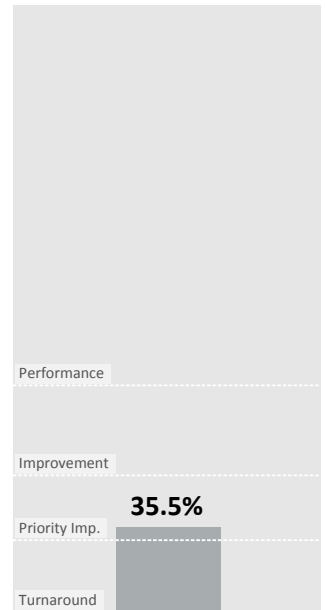 Performance
Improvement
35.5%
Priority Imp.
Turnaround